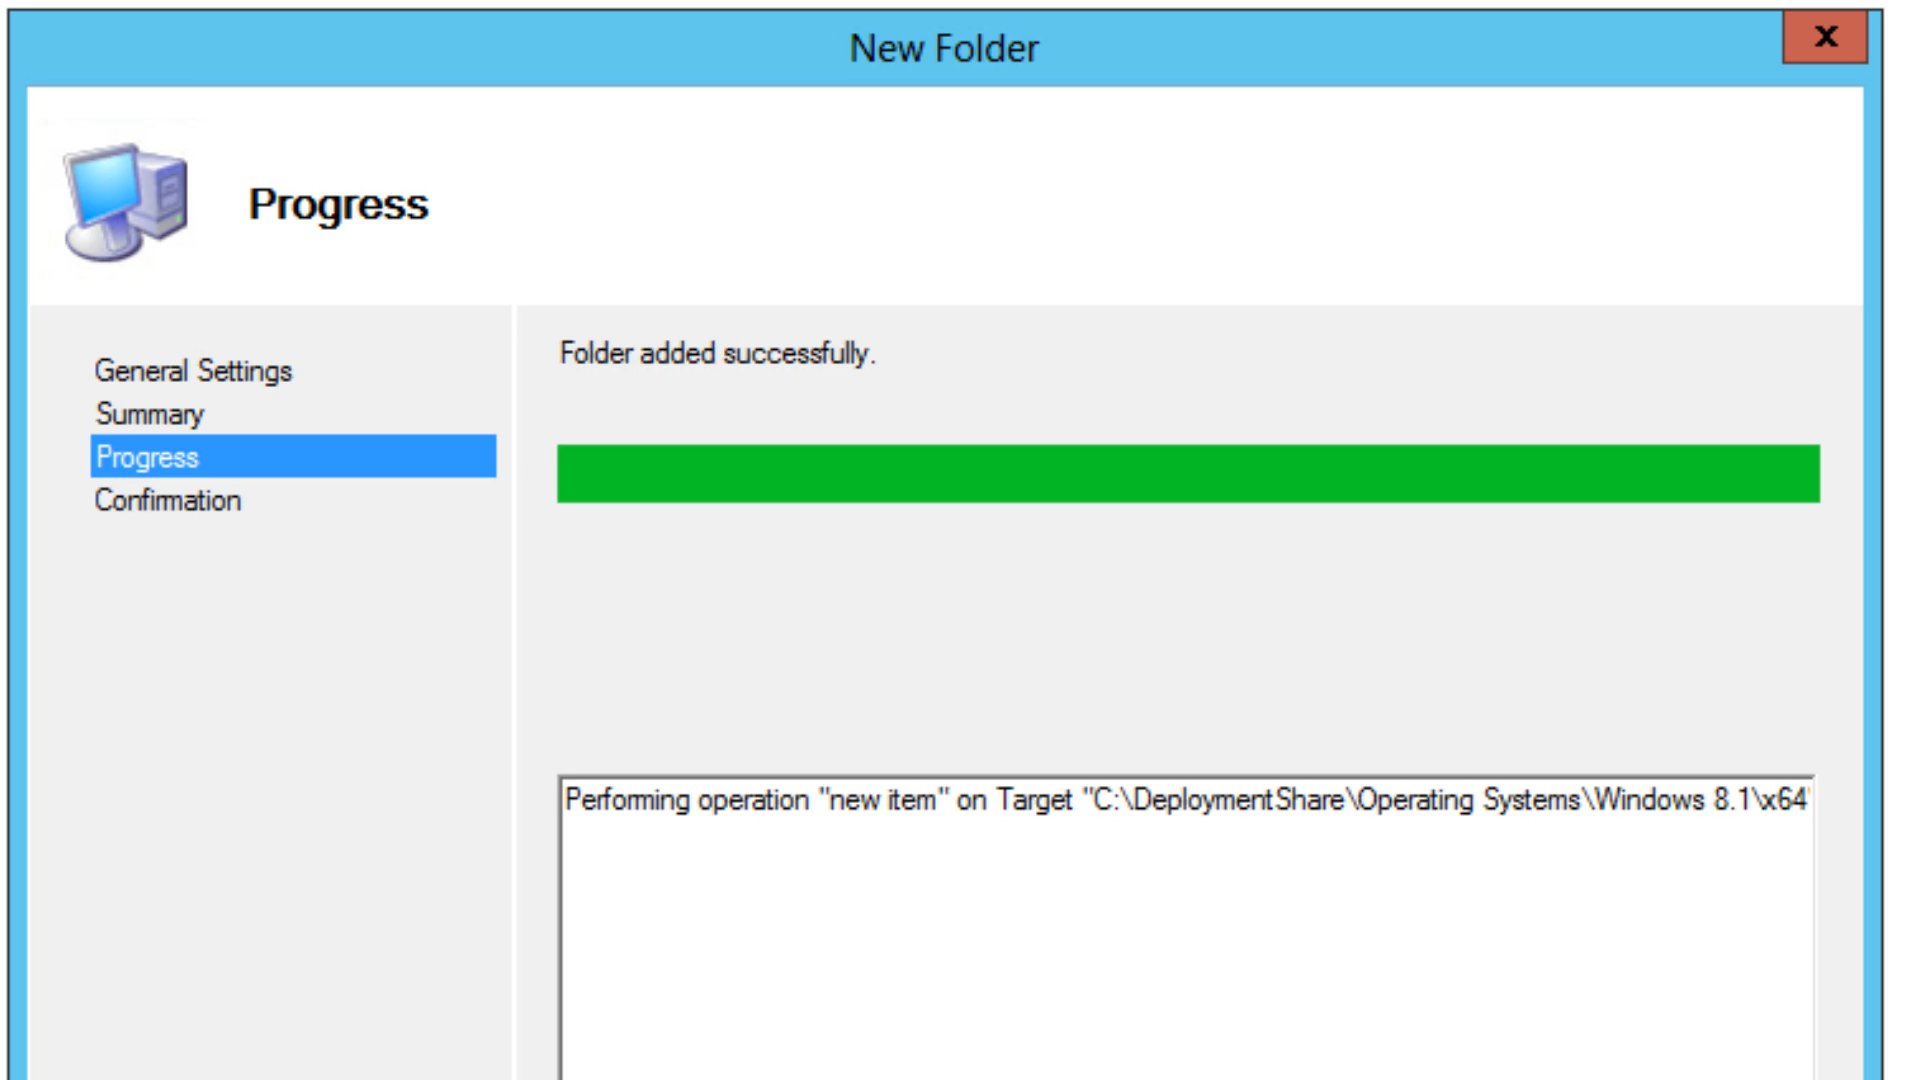 New Folder
x
Progress
General Settings
Summary
Progress
Confirmation
Folder added successfully.
Performing operation "new item" on Target "C:\DeploymentShare\Operating Systems\Windows 8.1\x64'